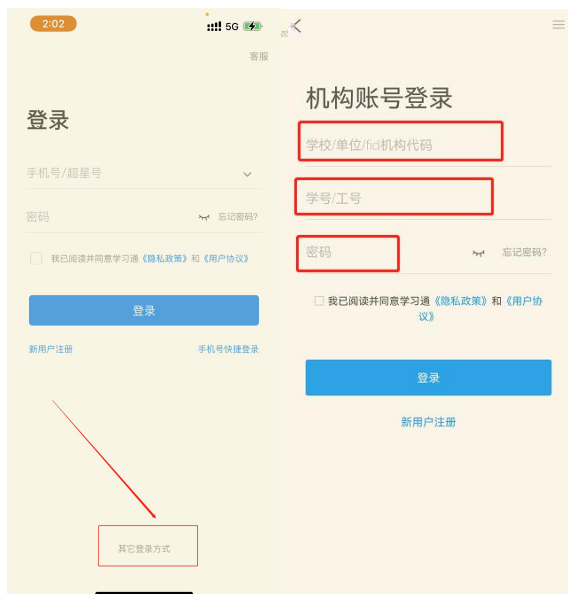 2:02
5G
客服
登录
手机号/超星号
密码
忘记密码?
我已阅读并同意学习通《隐私政策》和《用户协议》
登录
新用户注册
手机号快捷登录
其它登录方式
机构账号登录
学校/单位/fid机构代码
学号/工号
密码
忘记密码?
我已阅读并同意学习通《隐私政策》和《用户协
议》
登录
新用户注册